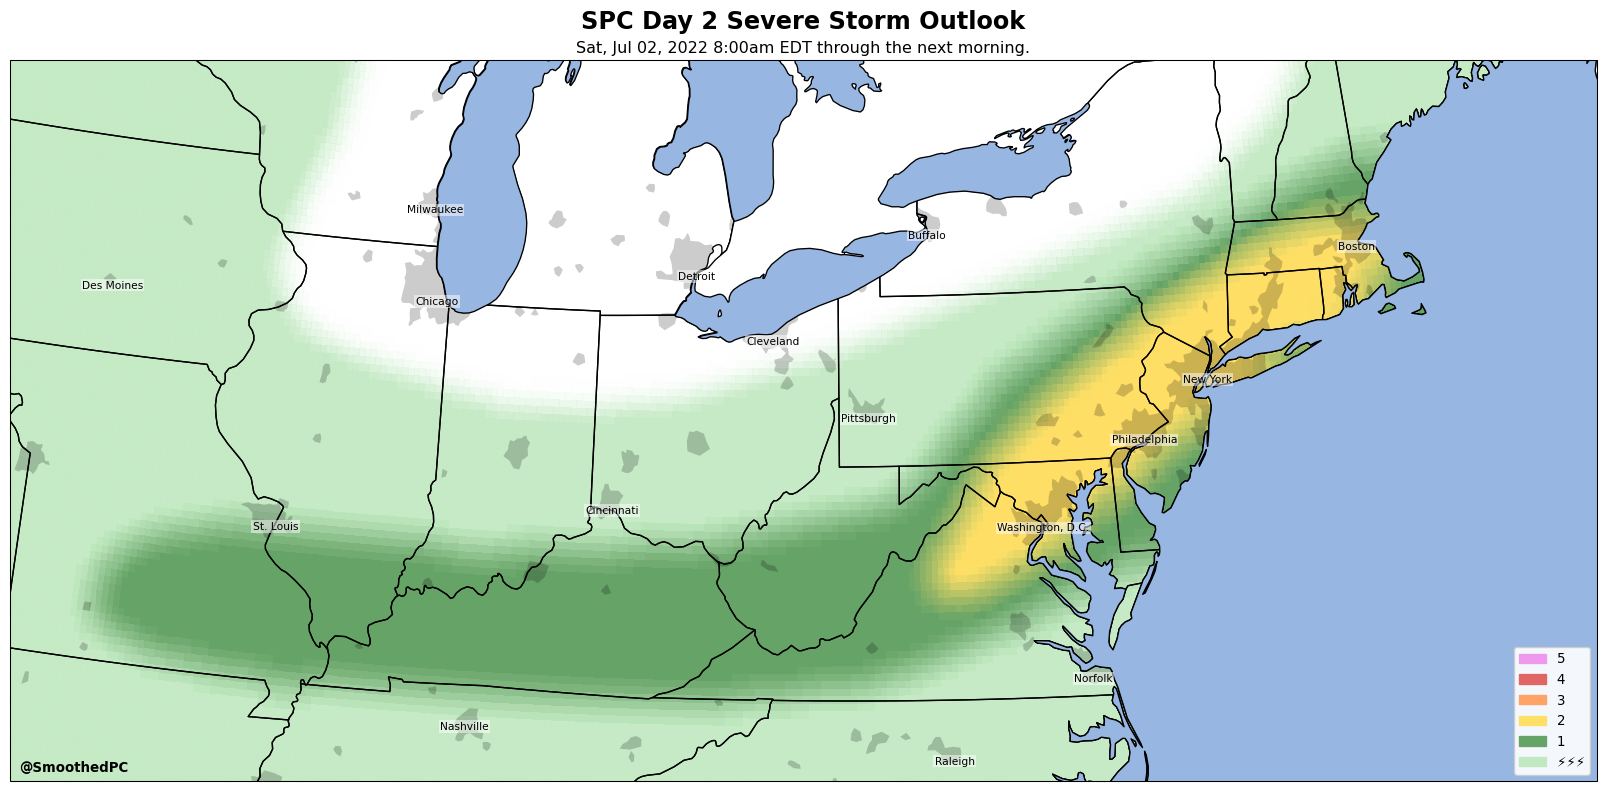 SPC Day 2 Severe Storm Outlook
Sat, Jul 02, 2022 8:00am EDT through the next morning.
Milwaukee
Buffalo
Boston
Detroit
Des Moines
Chicago
Cleveland
New York
Pittsburgh
Philadelphia
Cincinnati
St. Louis
Washington, D.C.
Norfolk
Nashville
Raleigh
5
4
3
2
1
⚡⚡⚡
@SmoothedPC